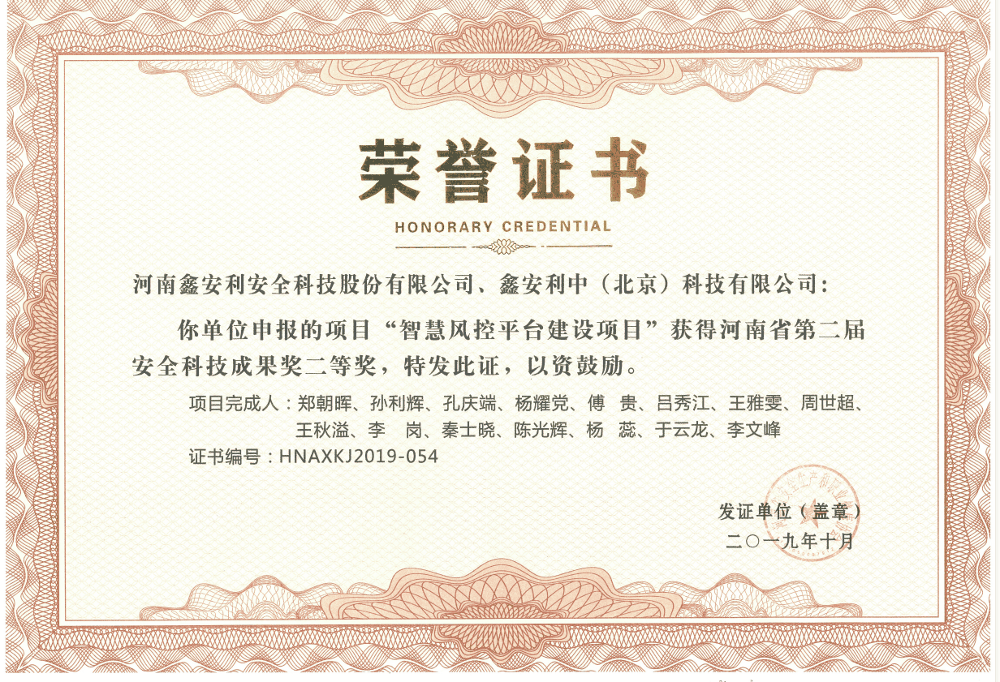 荣誉证书
HONORARY CREDENTIAL
河南鑫安利安全科技股份有限公司、鑫安利中（北京）科技有限公司：
你单位申报的项目“智慧风控平台建设项目”获得河南省第二届
安全科技成果奖二等奖，特发此证，以资鼓励。
项目完成人：郑朝晖、孙利辉、孔庆端、杨耀党、傅　贵、吕秀江、王雅雯、周世超、
王秋溢、李　岗、秦士晓、陈光辉、杨　蕊、于云龙、李文峰
证书编号：HNAXKJ2019-054
发证单位（盖章）
二〇一九年十月